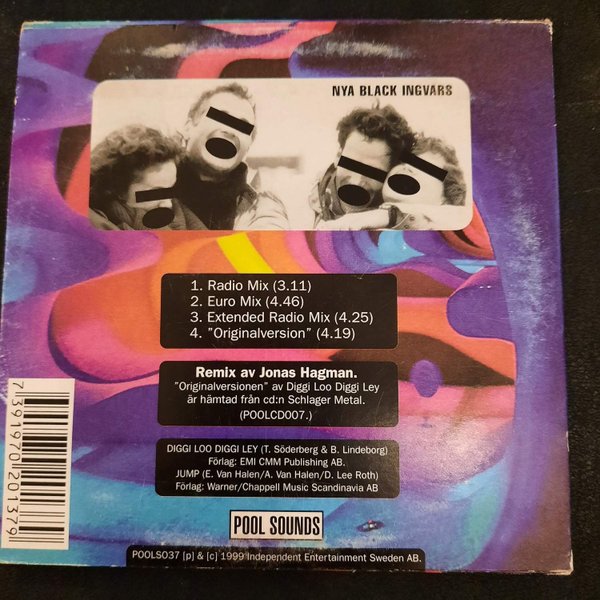 NYA BLACK INGVARS
1. Radio Mix (3.11)
2. Euro Mix (4.46)
3. Extended Radio Mix (4.25)
4. ”Originalversion” (4.19)
Remix av Jonas Hagman.
”Originalversionen” av Diggi Loo Diggi Ley
är hämtad från cd:n Schlager Metal.
(POOLCD007.)
DIGGI LOO DIGGI LEY (T. Söderberg & B. Lindeborg)
Förlag: EMI CMM Publishing AB.
JUMP (E. Van Halen/A. Van Halen/D. Lee Roth)
Förlag: Warner/Chappell Music Scandinavia AB
7 391970 201379
POOL SOUNDS
POOLS037 [p] & [c] 1999 Independent Entertainment Sweden AB.